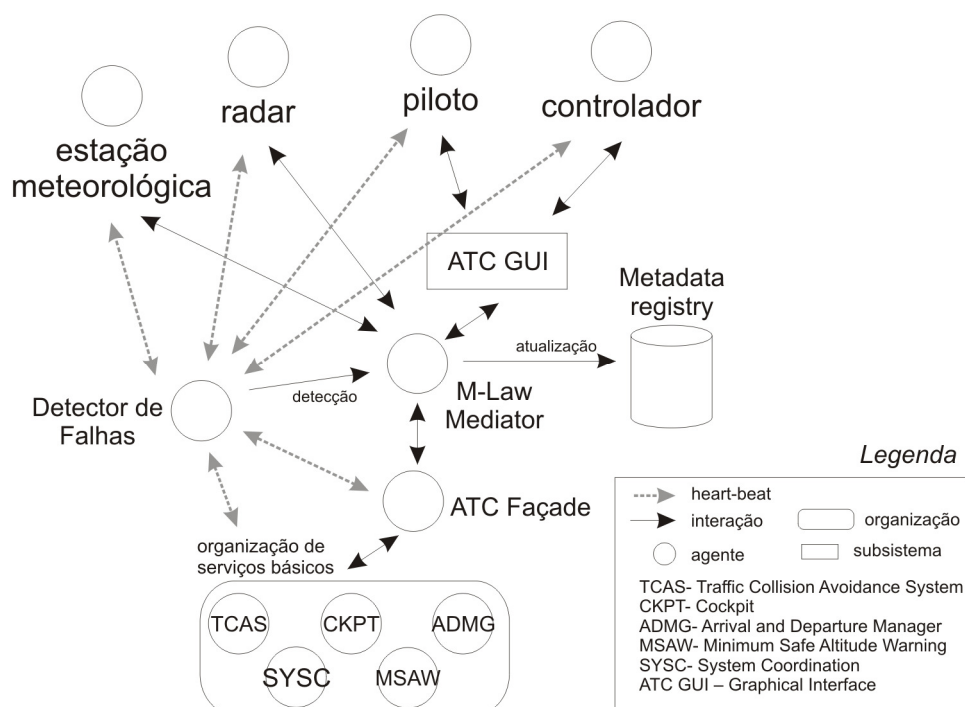 radar
piloto
controlador
estação
meteorológica
ATC GUI
Metadata
registry
atualização
detecção
M-Law
Mediator
Detector de
Falhas
ATC Façade
organização de
serviços básicos
TCAS
CKPT
ADMG
SYSC
MSAW
Legenda
heart-beat
interação
organização
agente
subsistema
TCAS- Traffic Collision Avoidance System
CKPT- Cockpit
ADMG- Arrival and Departure Manager
MSAW- Minimum Safe Altitude Warning
SYSC- System Coordination
ATC GUI – Graphical Interface